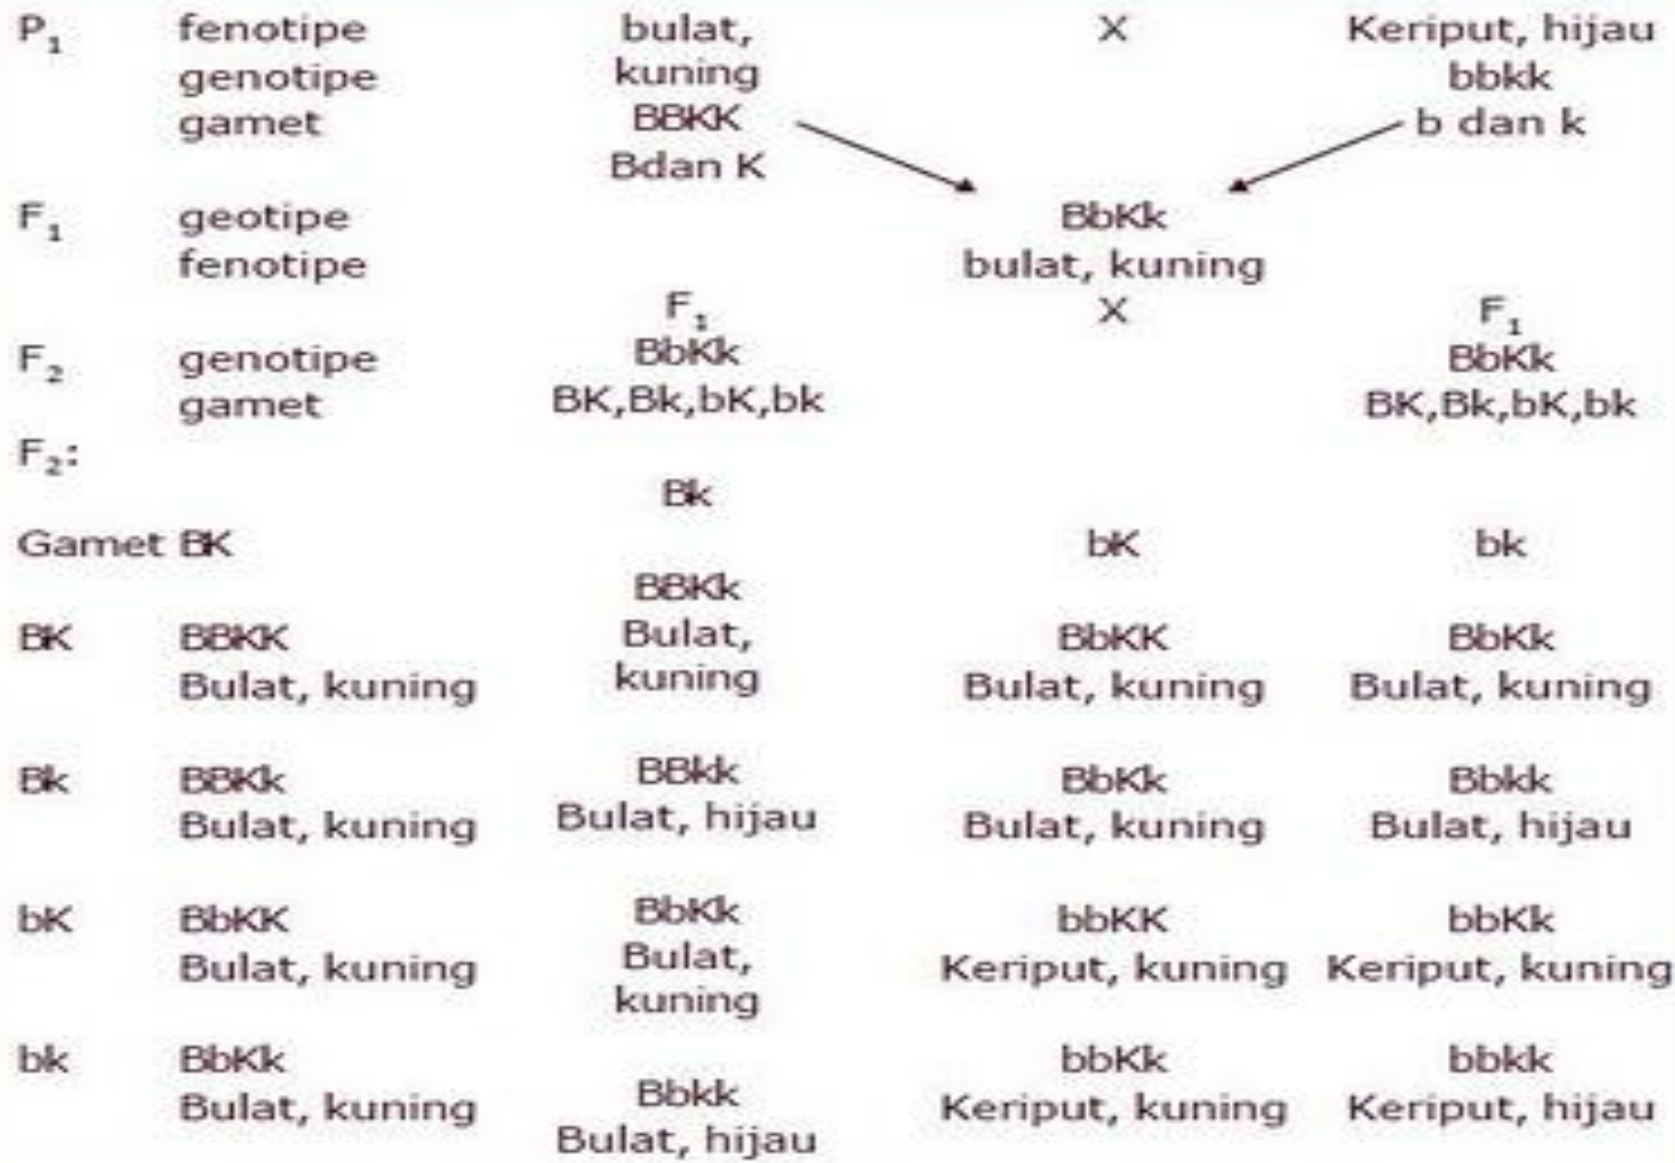 P₁ fenotipe bulat, X Keriput, hijau
genotipe kuning bbkk
gamet BBKK b dan k
Bdan K
F₁ geotipe BbKk
fenotipe bulat, kuning
F₁ X F₁
F₂ genotipe BbKk BbKk
gamet BK,Bk,bK,bk BK,Bk,bK,bk
F₂:
Bk
Gamet BK bK bk
BBKk
BK BBKK Bulat, BbKK BbKk
Bulat, kuning kuning Bulat, kuning Bulat, kuning
Bk BBKk BBkk BbKk Bbkk
Bulat, kuning Bulat, hijau Bulat, kuning Bulat, hijau
bK BbKK BbKk bbKK bbKk
Bulat, kuning Bulat, Keriput, kuning Keriput, kuning
kuning
bk BbKk bbKk bbkk
Bulat, kuning Bbkk Keriput, kuning Keriput, hijau
Bulat, hijau